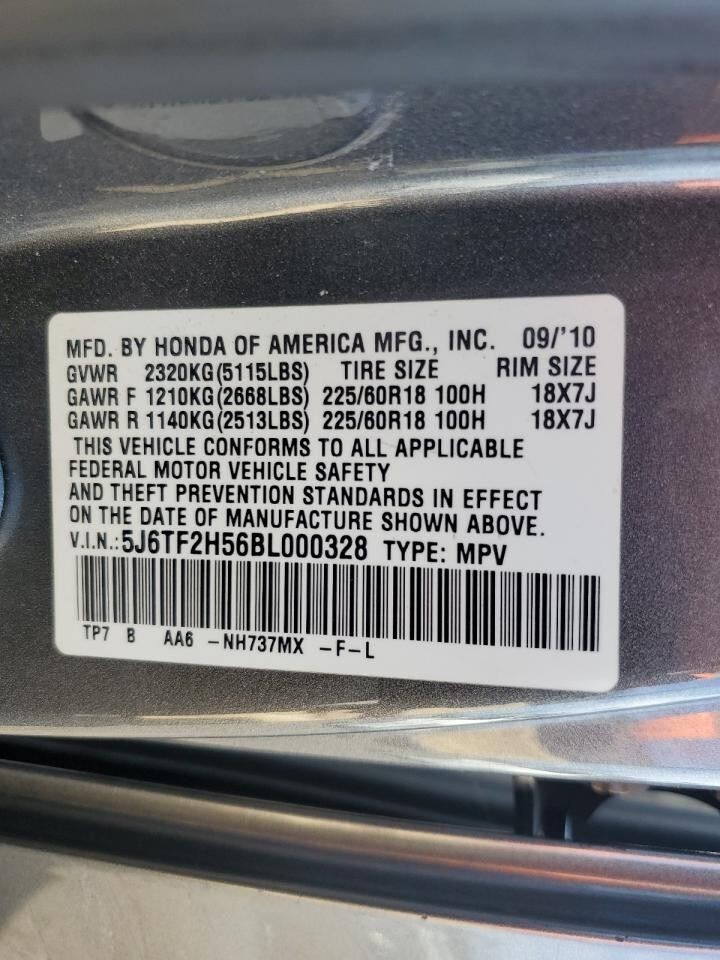 MFD. BY HONDA OF AMERICA MFG., INC. 09/'10
GVWR 2320KG(5115LBS) TIRE SIZE RIM SIZE
GAWR F 1210KG(2668LBS) 225/60R18 100H 18X7J
GAWR R 1140KG(2513LBS) 225/60R18 100H 18X7J
THIS VEHICLE CONFORMS TO ALL APPLICABLE
FEDERAL MOTOR VEHICLE SAFETY
AND THEFT PREVENTION STANDARDS IN EFFECT
ON THE DATE OF MANUFACTURE SHOWN ABOVE.
V.I.N.:5J6TF2H56BL000328 TYPE: MPV
TP7 B AA6 -NH737MX -F-L